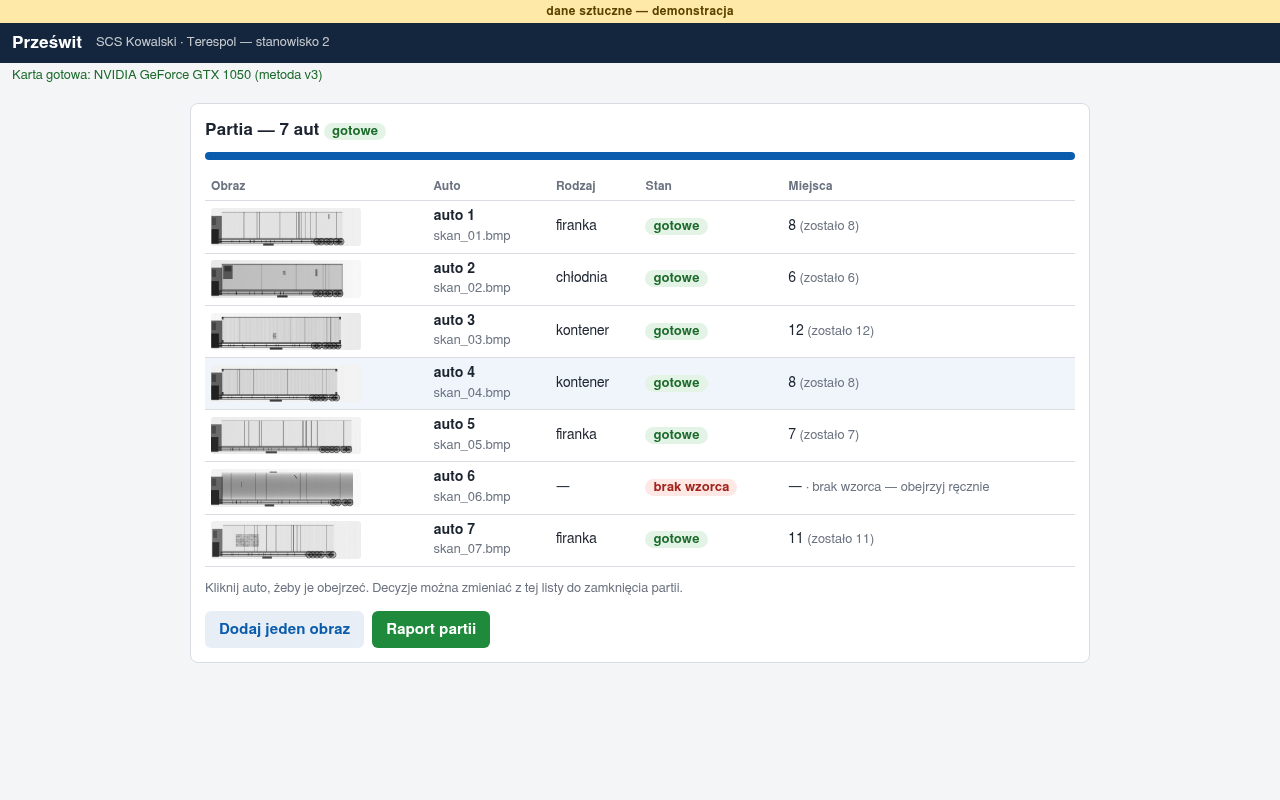 dane sztuczne — demonstracja
Prześwit SCS Kowalski · Terespol — stanowisko 2
Karta gotowa: NVIDIA GeForce GTX 1050 (metoda v3)
Partia — 7 aut gotowe
Obraz Auto Rodzaj Stan Miejsca
auto 1
skan_01.bmp
firanka gotowe 8 (zostało 8)
auto 2
skan_02.bmp
chłodnia gotowe 6 (zostało 6)
auto 3
skan_03.bmp
kontener gotowe 12 (zostało 12)
auto 4
skan_04.bmp
kontener gotowe 8 (zostało 8)
auto 5
skan_05.bmp
firanka gotowe 7 (zostało 7)
auto 6
skan_06.bmp
— brak wzorca — · brak wzorca — obejrzyj ręcznie
auto 7
skan_07.bmp
firanka gotowe 11 (zostało 11)
Kliknij auto, żeby je obejrzeć. Decyzje można zmieniać z tej listy do zamknięcia partii.
Dodaj jeden obraz Raport partii